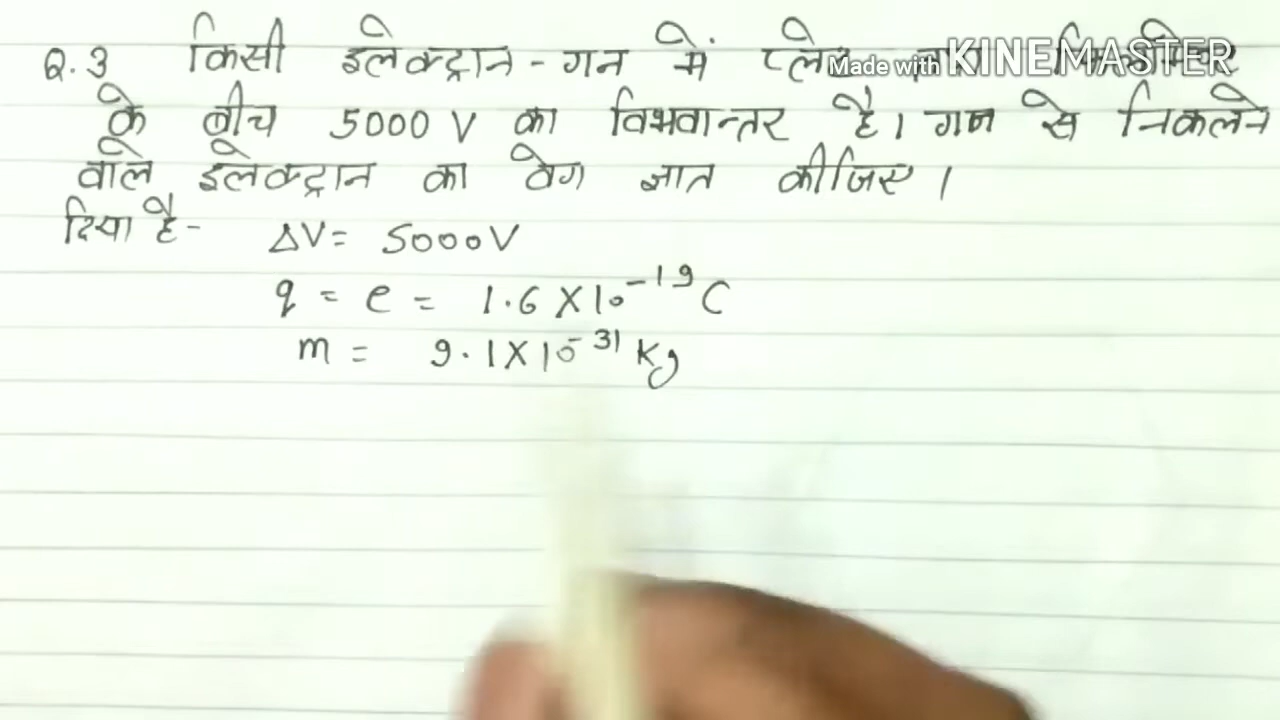 Q.3 किसी इलेक्ट्रान-गन में प्लेट
Made with KINEMASTER
के बीच 5000 V का विभवान्तर है। गन से निकलने
वाले इलेक्ट्रान का वेग ज्ञात कीजिए।
दिया है- ΔV= 5000V
q = e = 1.6 X 10⁻¹⁹ C
m = 9.1 X 10⁻³¹ Kg